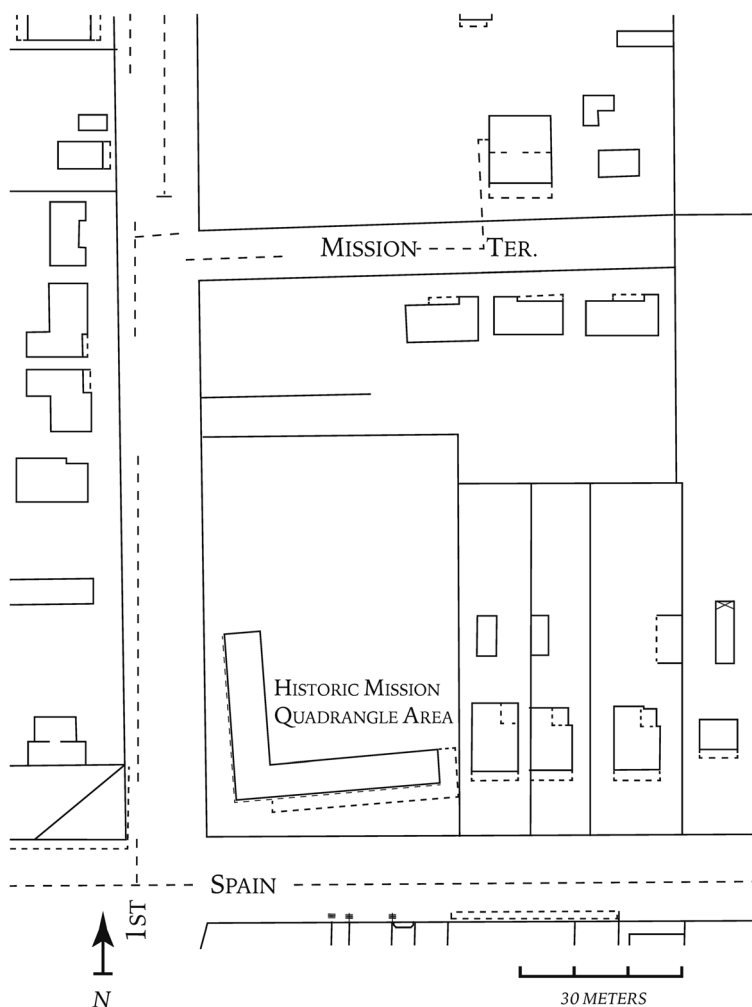 MISSION TER.
HISTORIC MISSION
QUADRANGLE AREA
SPAIN
1ST
N
30 METERS